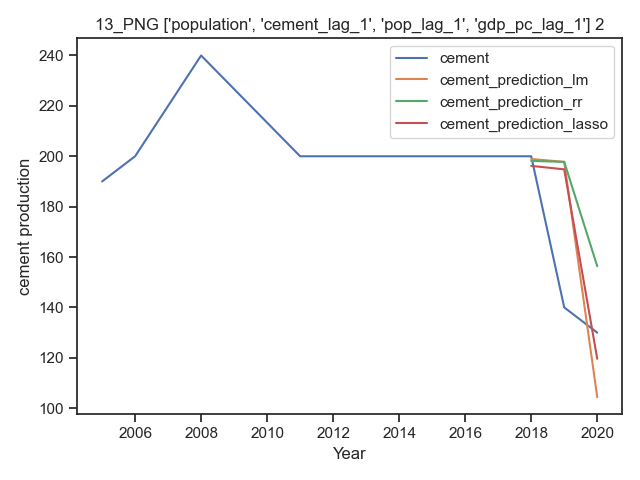 13_PNG ['population', 'cement_lag_1', 'pop_lag_1', 'gdp_pc_lag_1'] 2
cement
cement_prediction_lm
cement_prediction_rr
cement_prediction_lasso
cement production
240
220
200
180
160
140
120
100
2006 2008 2010 2012 2014 2016 2018 2020
Year